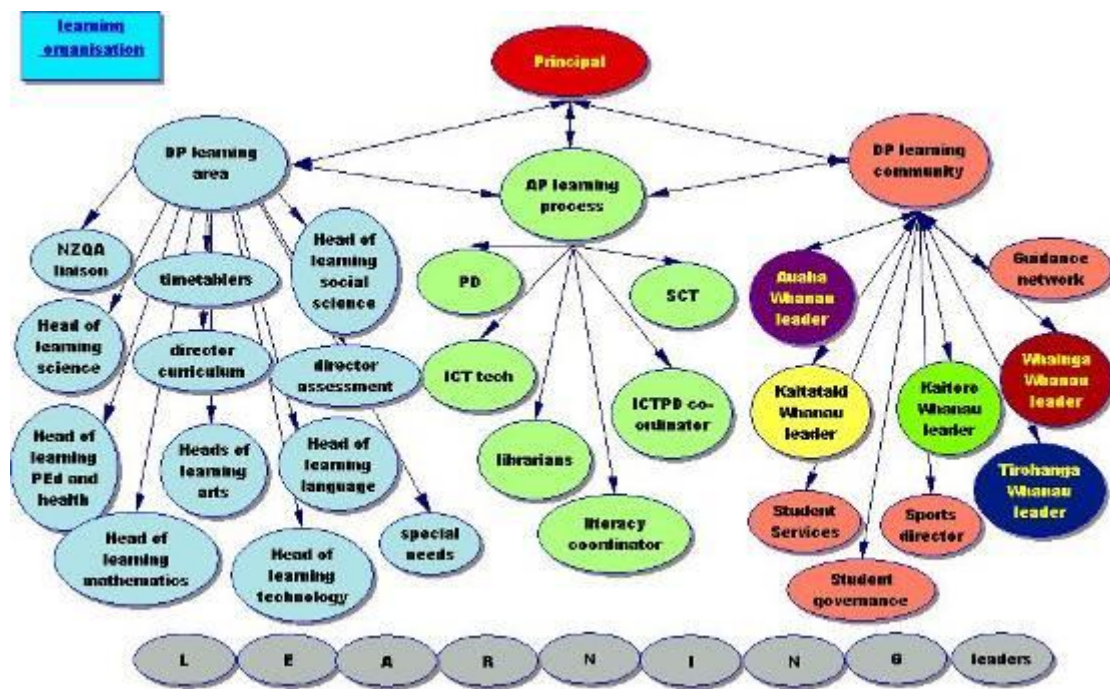 learning
organisation
Principal
DP learning
area
AP learning
process
DP learning
community
NZQA
liaison
timetablers
Head of
learning
social
science
PD
SCT
Auaha
Whanau
leader
Guidance
network
Head of
learning
science
director
curriculum
director
assessment
ICT tech
ICTPD co-
ordinator
Kaitataki
Whanau
leader
Kaitoro
Whanau
leader
Whainga
Whanau
leader
Head of
learning
PEd and
health
Heads of
learning
arts
Head of
learning
language
librarians
literacy
coordinator
Tirohanga
Whanau
leader
Student
Services
Sports
director
Head of
learning
mathematics
Head of
learning
technology
special
needs
Student
governance
L E A R N I N G leaders